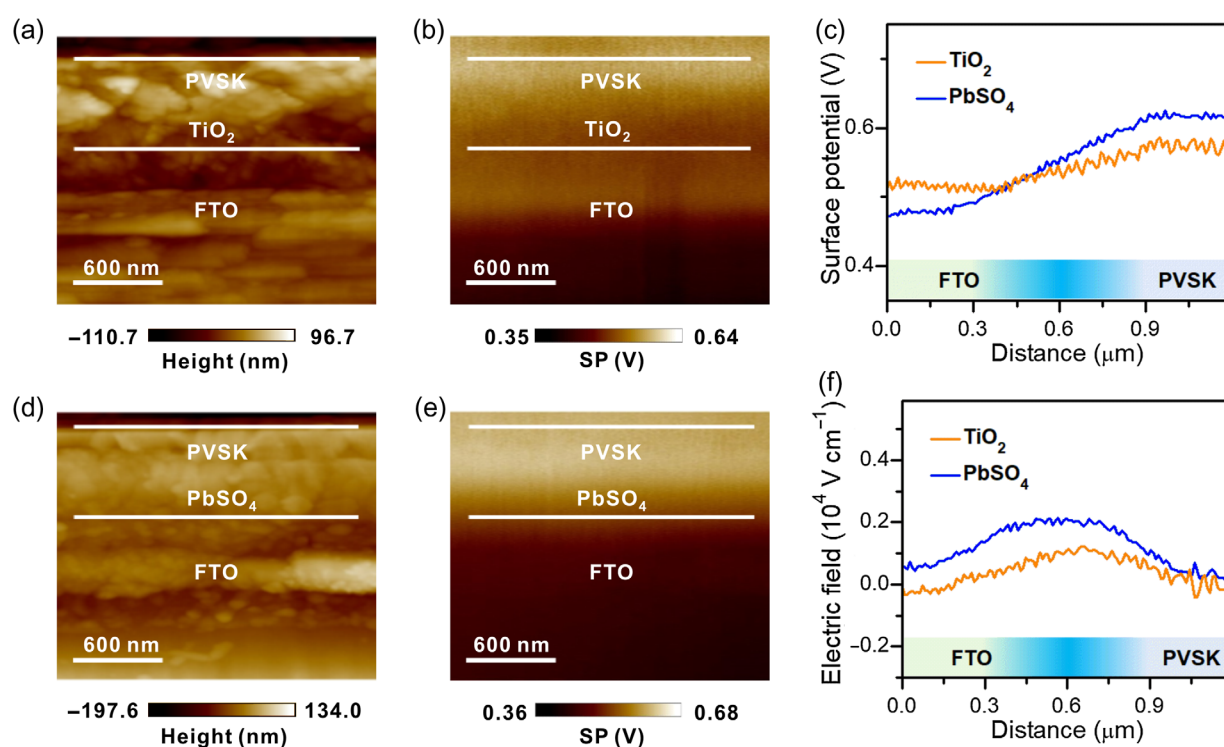 (a)
PVSK
TiO₂
FTO
600 nm
−110.7 96.7
Height (nm)
(b)
PVSK
TiO₂
FTO
600 nm
0.35 0.64
SP (V)
(c)
Surface potential (V)
0.6
0.4
TiO₂
PbSO₄
FTO PVSK
0.0 0.3 0.6 0.9
Distance (μm)
(d)
PVSK
PbSO₄
FTO
600 nm
−197.6 134.0
Height (nm)
(e)
PVSK
PbSO₄
FTO
600 nm
0.36 0.68
SP (V)
(f)
Electric field (10⁴ V cm⁻¹)
0.4
0.2
0.0
−0.2
TiO₂
PbSO₄
FTO PVSK
0.0 0.3 0.6 0.9
Distance (μm)